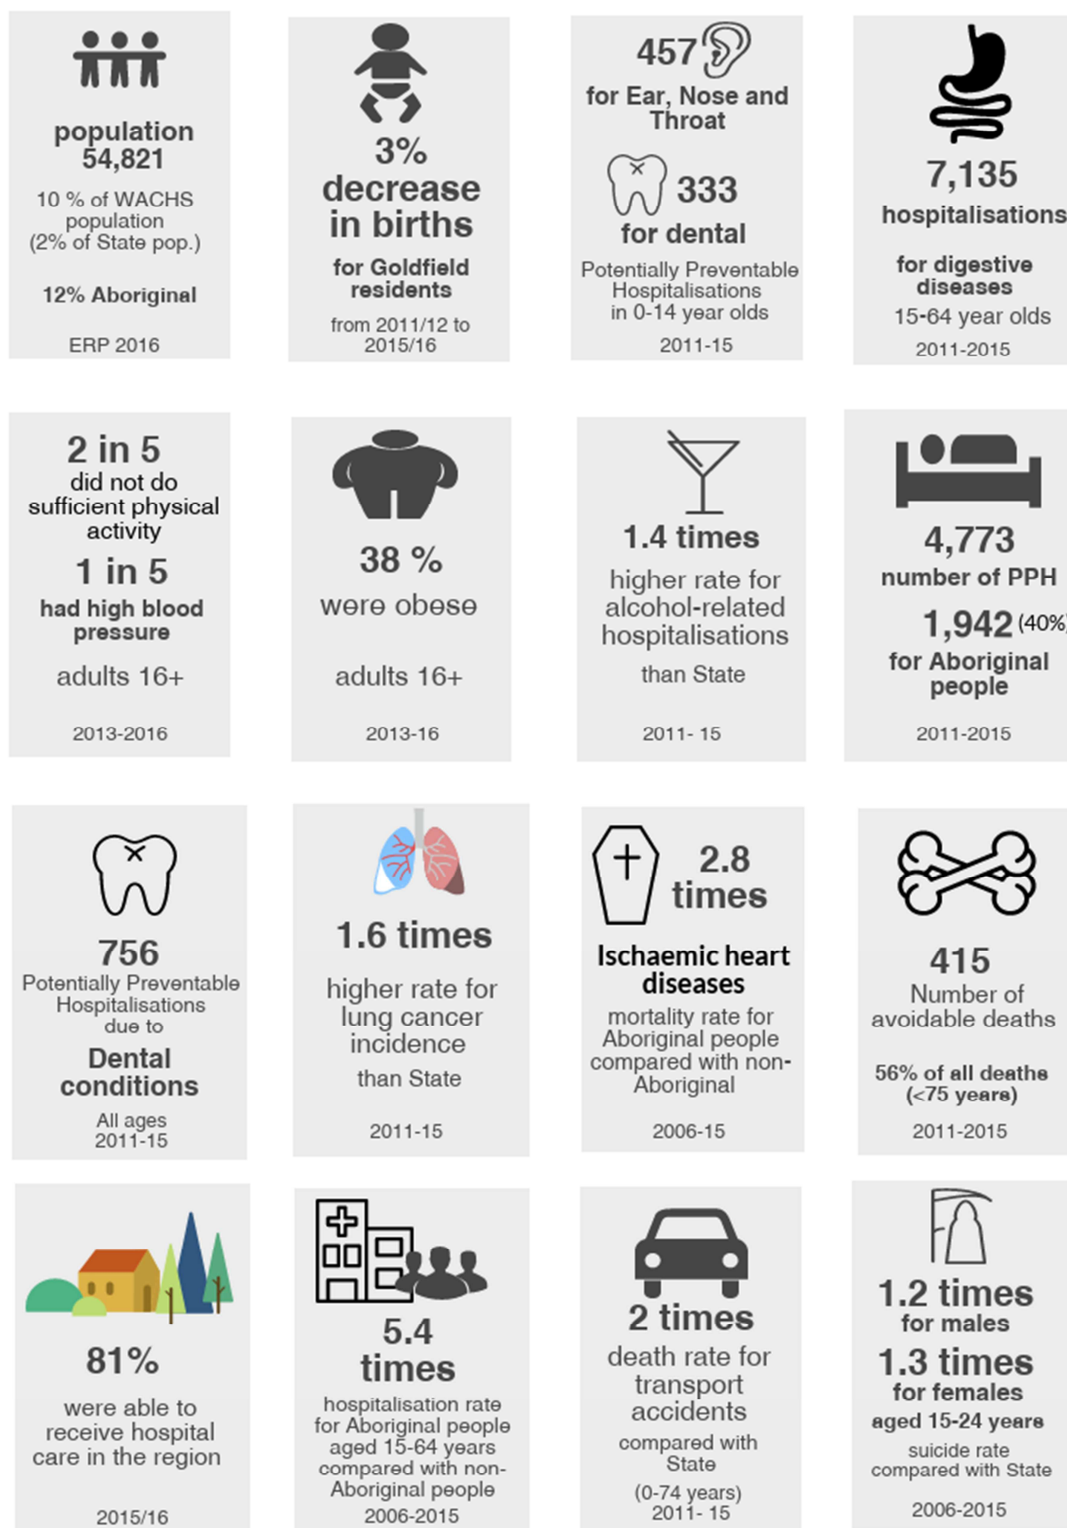 population
54,821
10 % of WACHS
population
(2% of State pop.)
12% Aboriginal
ERP 2016
3%
decrease
in births
for Goldfield
residents
from 2011/12 to
2015/16
457
for Ear, Nose and
Throat
333
for dental
Potentially Preventable
Hospitalisations
in 0-14 year olds
2011-15
7,135
hospitalisations
for digestive
diseases
15-64 year olds
2011-2015
2 in 5
did not do
sufficient physical
activity
1 in 5
had high blood
pressure
adults 16+
2013-2016
38 %
were obese
adults 16+
2013-16
1.4 times
higher rate for
alcohol-related
hospitalisations
than State
2011- 15
4,773
number of PPH
1,942 (40%)
for Aboriginal
people
2011-2015
756
Potentially Preventable
Hospitalisations
due to
Dental
conditions
All ages
2011-15
1.6 times
higher rate for
lung cancer
incidence
than State
2011-15
2.8
times
Ischaemic heart
diseases
mortality rate for
Aboriginal people
compared with non-
Aboriginal
2006-15
415
Number of
avoidable deaths
56% of all deaths
(<75 years)
2011-2015
81%
were able to
receive hospital
care in the region
2015/16
5.4
times
hospitalisation rate
for Aboriginal people
aged 15-64 years
compared with non-
Aboriginal people
2006-2015
2 times
death rate for
transport
accidents
compared with
State
(0-74 years)
2011- 15
1.2 times
for males
1.3 times
for females
aged 15-24 years
suicide rate
compared with State
2006-2015